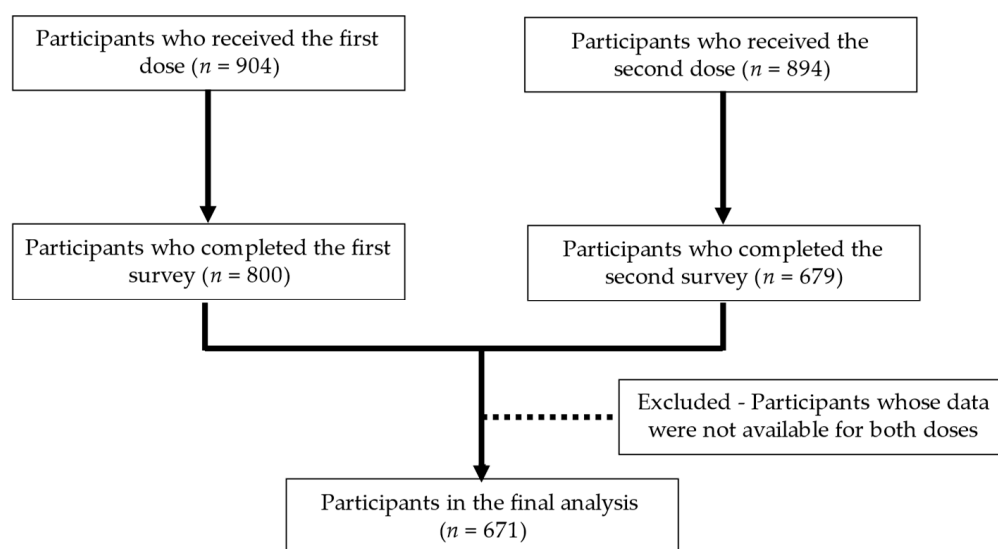 Participants who received the first
dose (n = 904)
Participants who received the
second dose (n = 894)
Participants who completed the first
survey (n = 800)
Participants who completed the
second survey (n = 679)
Excluded - Participants whose data
were not available for both doses
Participants in the final analysis
(n = 671)